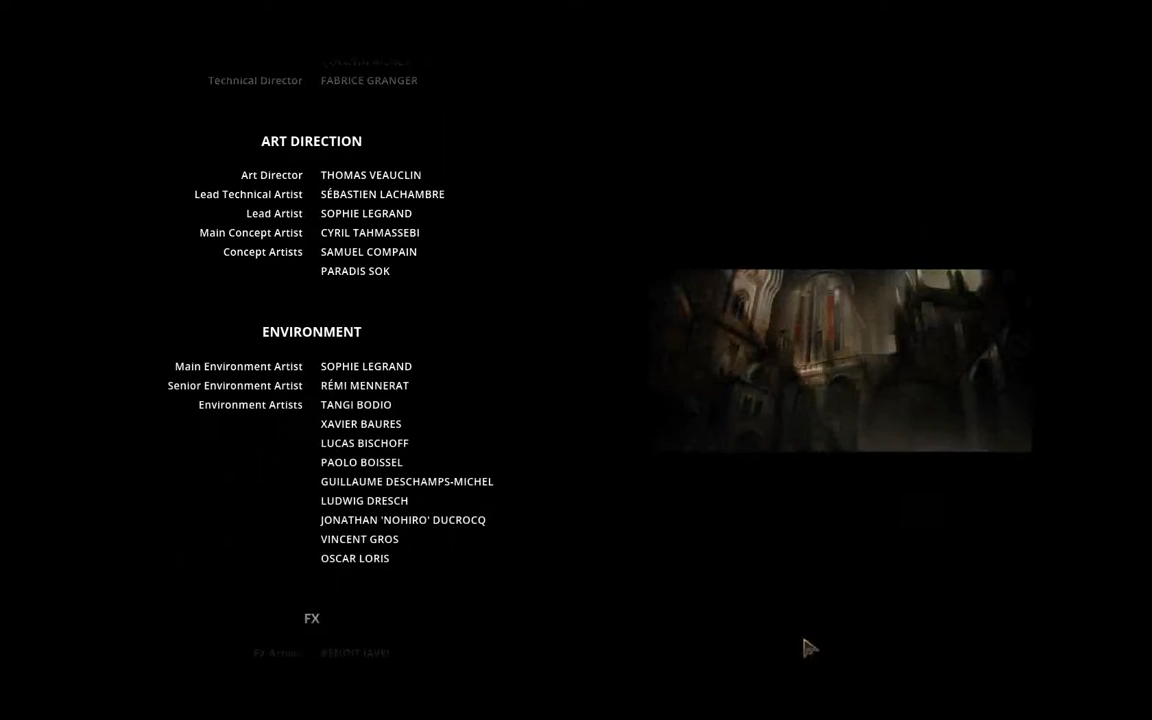 Technical Director FABRICE GRANGER
ART DIRECTION
Art Director THOMAS VEAUCLIN
Lead Technical Artist SÉBASTIEN LACHAMBRE
Lead Artist SOPHIE LEGRAND
Main Concept Artist CYRIL TAHMASSEBI
Concept Artists SAMUEL COMPAIN
PARADIS SOK
ENVIRONMENT
Main Environment Artist SOPHIE LEGRAND
Senior Environment Artist RÉMI MENNERAT
Environment Artists TANGI BODIO
XAVIER BAURES
LUCAS BISCHOFF
PAOLO BOISSEL
GUILLAUME DESCHAMPS-MICHEL
LUDWIG DRESCH
JONATHAN 'NOHIRO' DUCROCQ
VINCENT GROS
OSCAR LORIS
FX